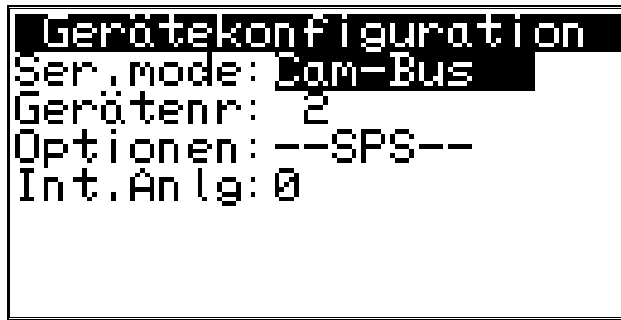 Gerätekonfiguration
Ser.mode: Cam-Bus
Gerätenr: 2
Optionen:--SPS--
Int.Anlg:0